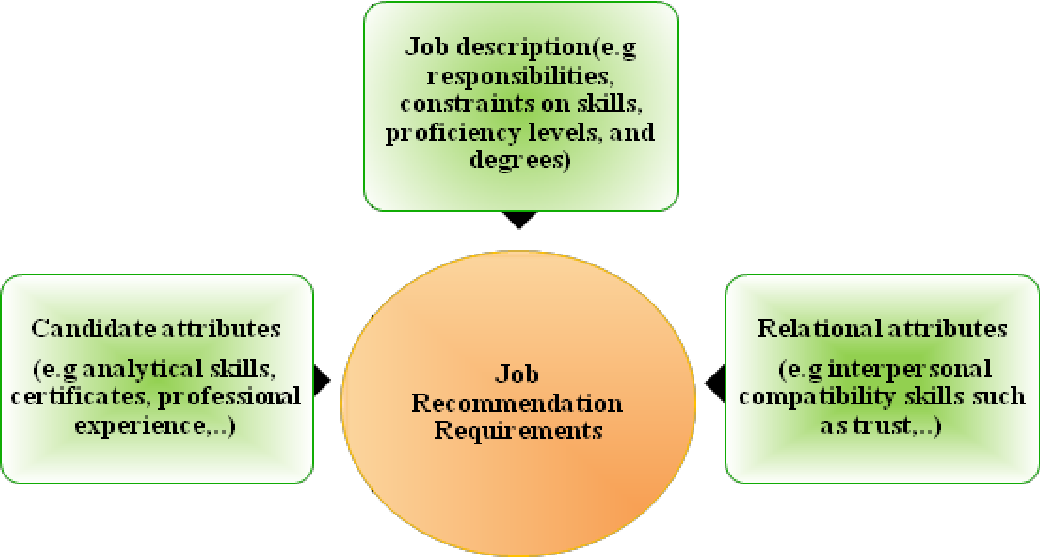 Job description(e.g
responsibilities,
constraints on skills,
proficiency levels, and
degrees)
Candidate attributes
(e.g analytical skills,
certificates, professional
experience,..)
Job
Recommendation
Requirements
Relational attributes
(e.g interpersonal
compatibility skills such
as trust,..)